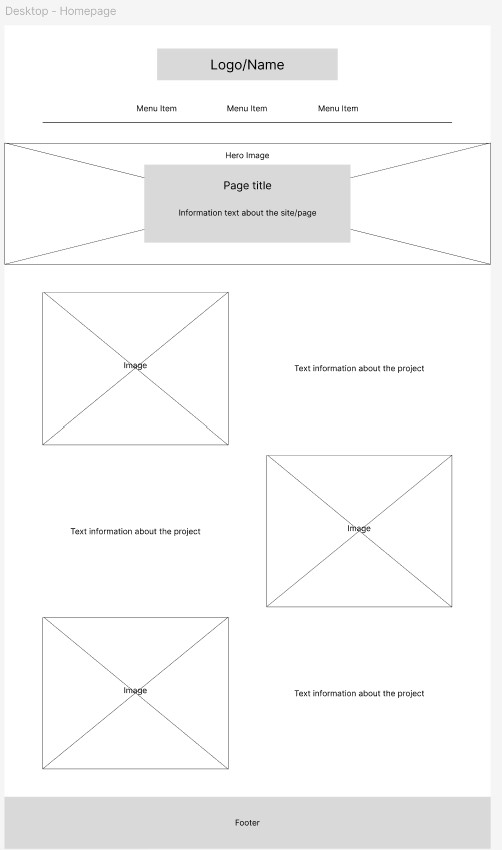 Desktop - Homepage
Logo/Name
Menu Item
Menu Item
Menu Item
Hero Image
Page title
Information text about the site/page
Image
Text information about the project
Text information about the project
Image
Image
Text information about the project
Footer